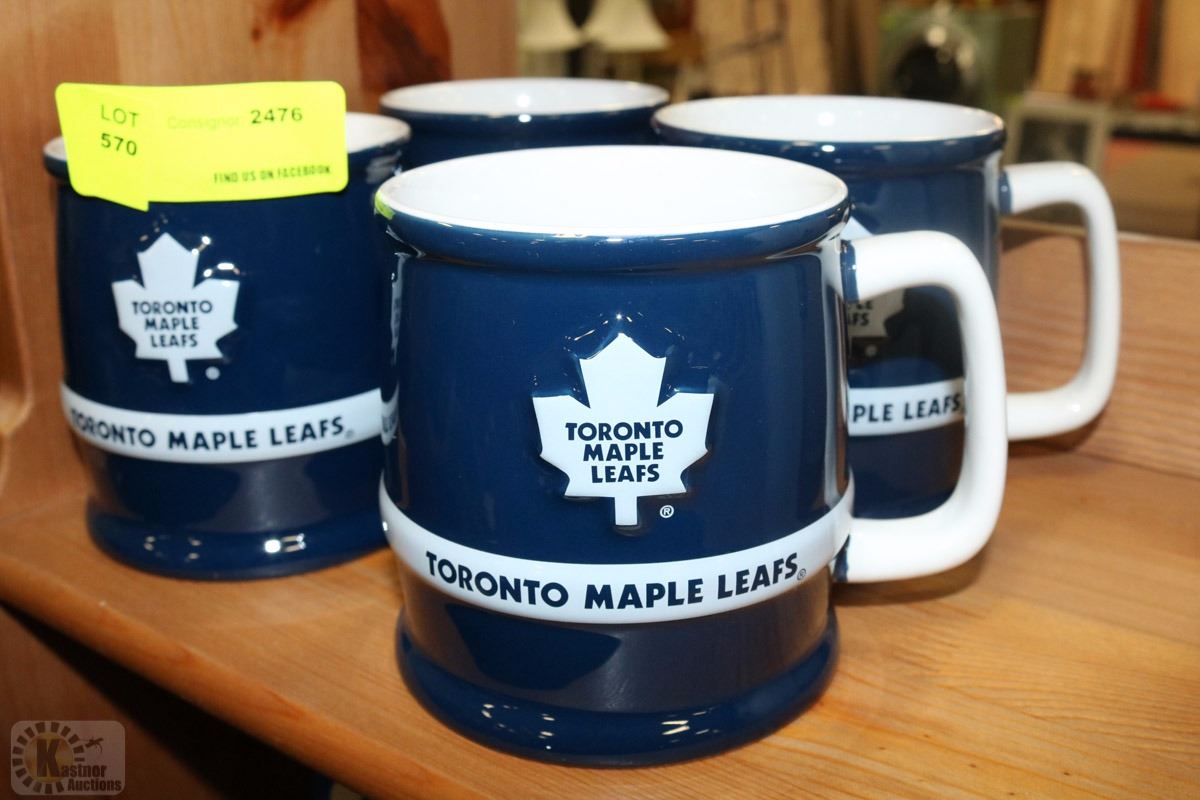 LOT
570
Consignor: 2476
FIND US ON FACEBOOK
TORONTO
MAPLE
LEAFS
TORONTO MAPLE LEAFS®
TORONTO
MAPLE
LEAFS
®
TORONTO MAPLE LEAFS®
PLE LEAFS
Kastner
Auctions